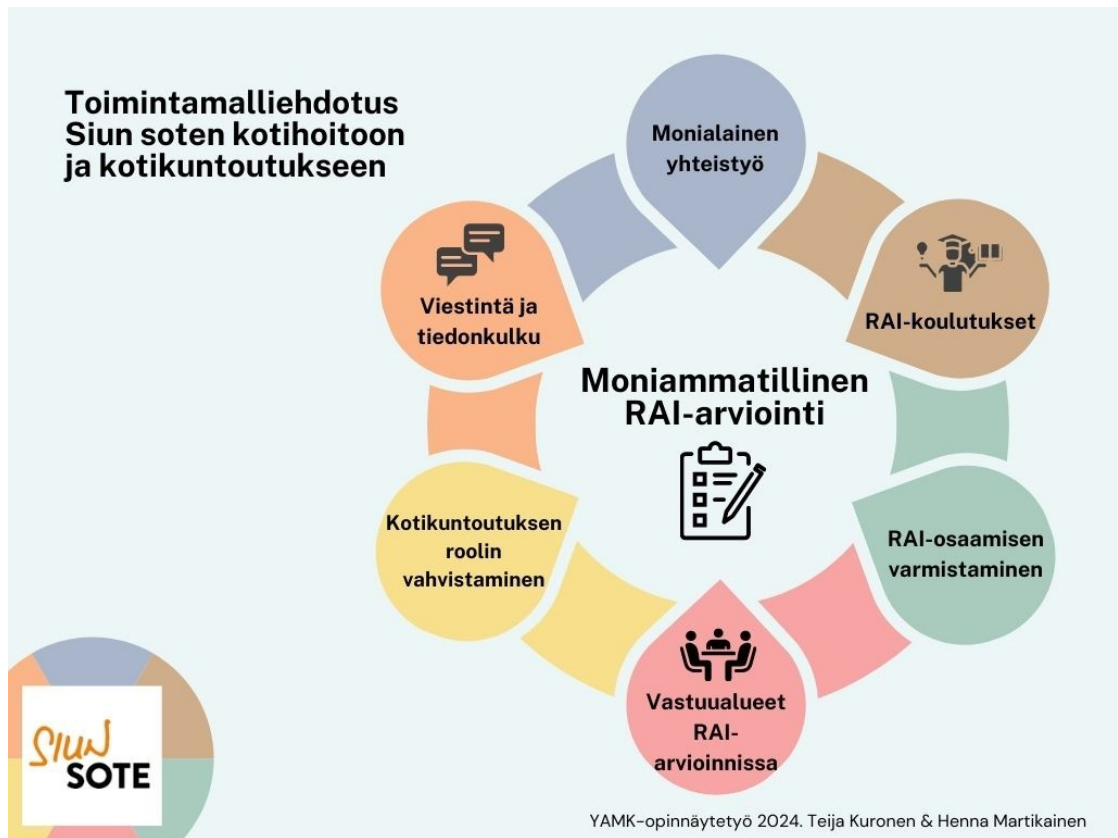 Toimintamalliehdotus
Siun soten kotihoitoon
ja kotikuntoutukseen
Monialainen
yhteistyö
RAI-koulutukset
RAI-osaamisen
varmistaminen
Vastuualueet
RAI-
arvioinnissa
Kotikuntoutuksen
roolin
vahvistaminen
Viestintä ja
tiedonkulku
Moniammatillinen
RAI-arviointi
SIUN
SOTE
YAMK-opinnäytetyö 2024. Teija Kuronen & Henna Martikainen